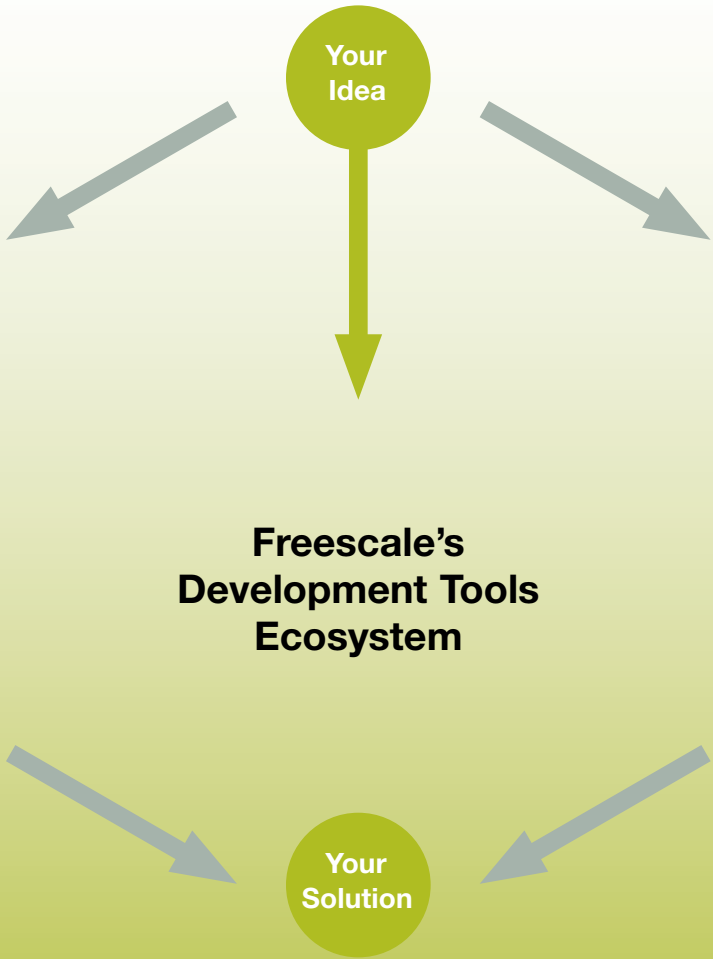 Your
Idea
Freescale’s
Development Tools
Ecosystem
Your
Solution